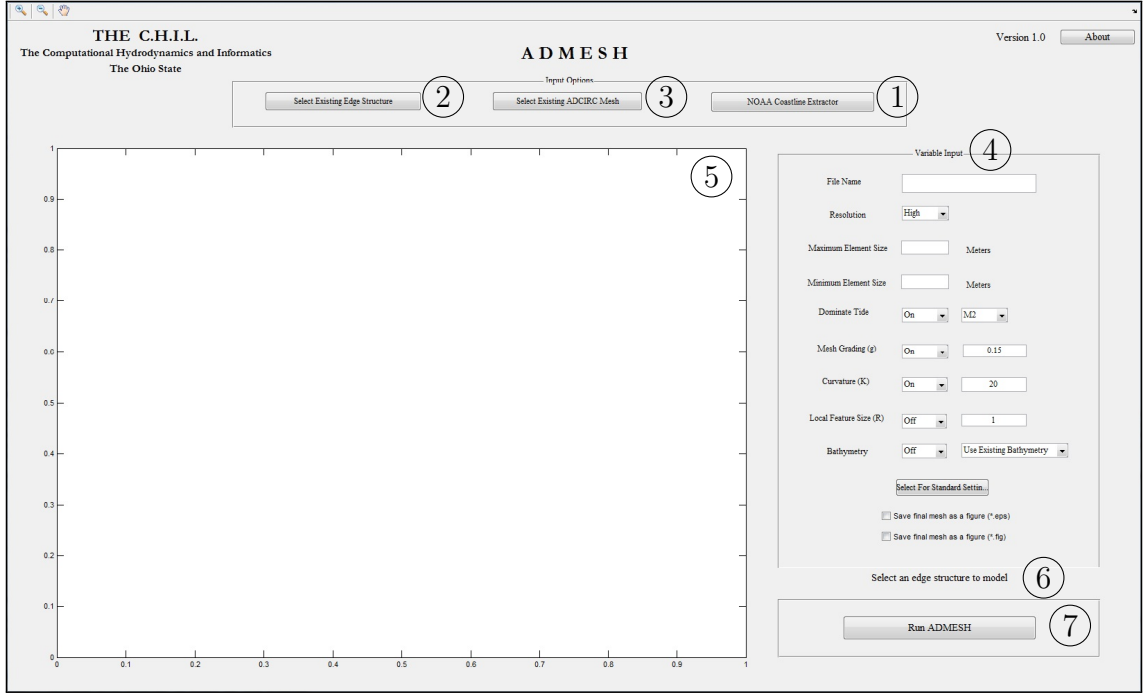 THE C.H.I.L.
The Computational Hydrodynamics and Informatics
The Ohio State
ADMESH
Version 1.0 About
Input Options
Select Existing Edge Structure 2 Select Existing ADCIRC Mesh 3 NOAA Coastline Extractor 1
Variable Input 4
File Name
Resolution High
Maximum Element Size Meters
Minimum Element Size Meters
Dominate Tide On M2
Mesh Grading (g) On 0.15
Curvature (K) On 20
Local Feature Size (R) Off 1
Bathymetry Off Use Existing Bathymetry
Select For Standard Settin...
Save final mesh as a figure (*.eps)
Save final mesh as a figure (*.fig)
Select an edge structure to model 6
Run ADMESH 7
5
1
0.9
0.8
0.7
0.6
0.5
0.4
0.3
0.2
0.1
0
0 0.1 0.2 0.3 0.4 0.5 0.6 0.7 0.8 0.9 1